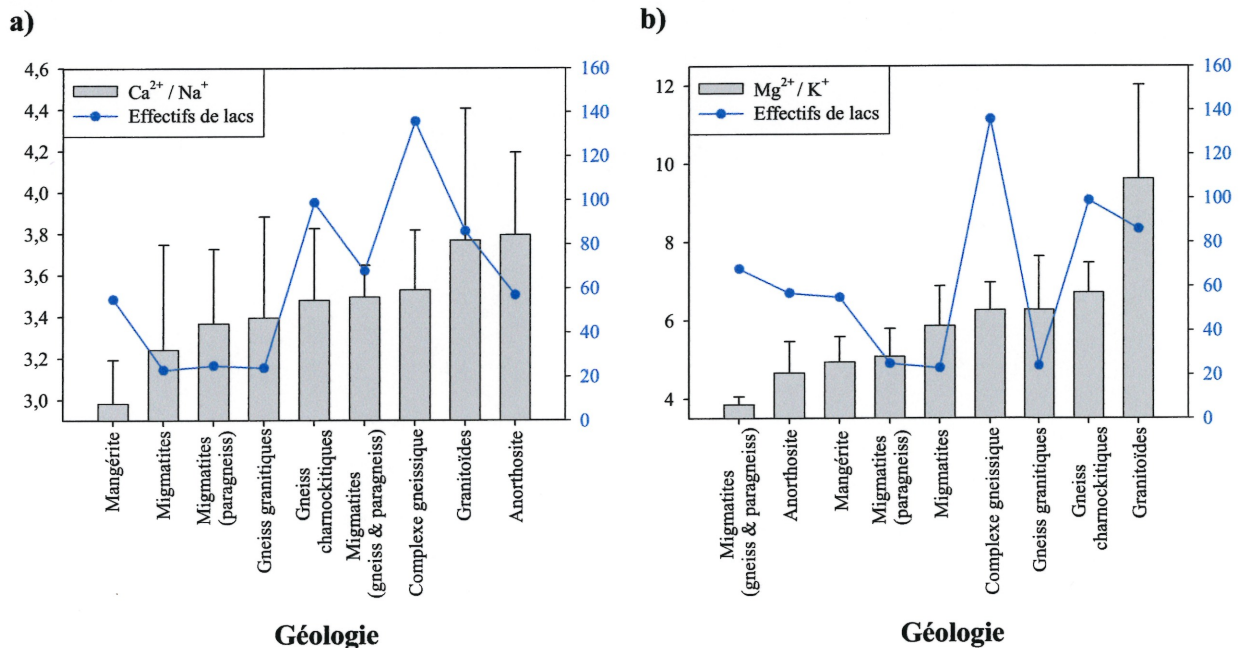 a)
4,6
4,4
4,2
4,0
3,8
3,6
3,4
3,2
3,0
Ca²⁺ / Na⁺
Effectifs de lacs
160
140
120
100
80
60
40
20
0
Mangérite
Migmatites
Migmatites
(paragneiss)
Gneiss granitiques
Gneiss
charnockitiques
Migmatites
(gneiss & paragneiss)
Complexe gneissique
Granitoïdes
Anorthosite
Géologie
b)
12
10
8
6
4
Mg²⁺ / K⁺
Effectifs de lacs
160
140
120
100
80
60
40
20
0
Migmatites
(gneiss & paragneiss)
Anorthosite
Mangérite
Migmatites
(paragneiss)
Migmatites
Complexe gneissique
Gneiss granitiques
Gneiss
charnockitiques
Granitoïdes
Géologie